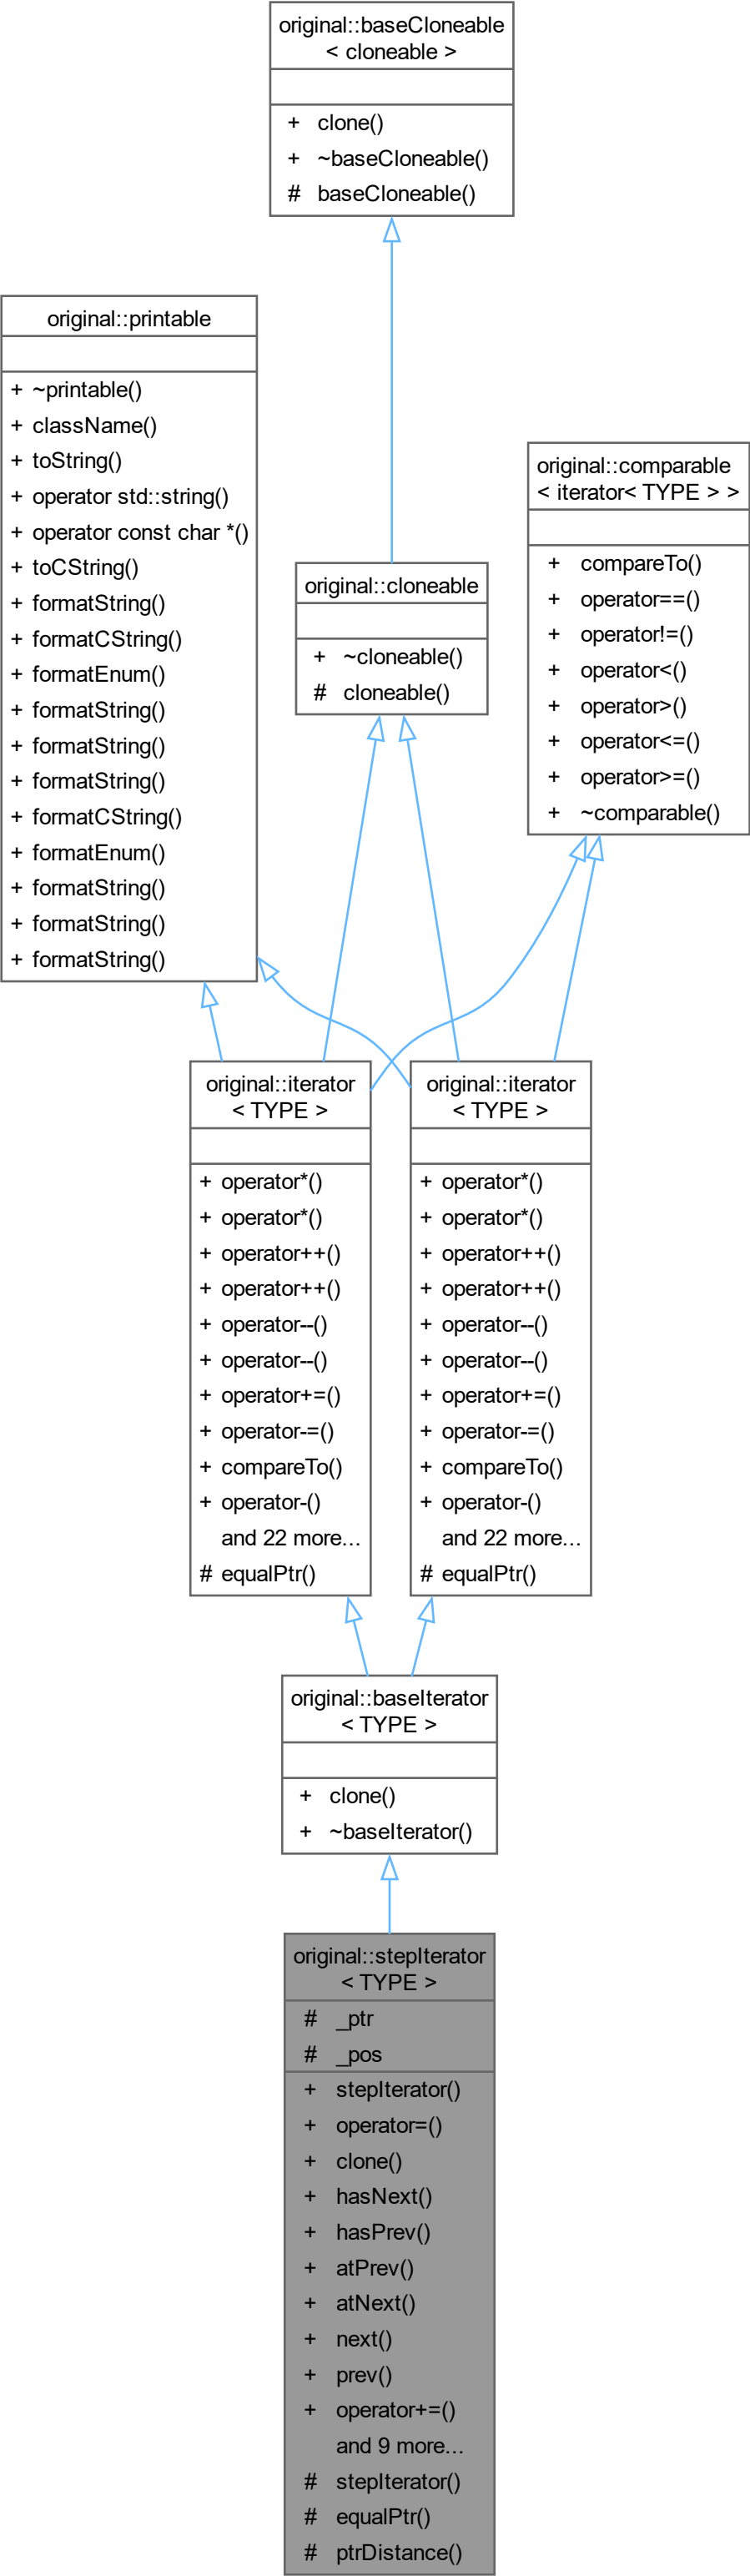 original::baseCloneable
< cloneable >
+ clone()
+ ~baseCloneable()
# baseCloneable()
original::printable
+ ~printable()
+ className()
+ toString()
+ operator std::string()
+ operator const char *()
+ toCString()
+ formatString()
+ formatCString()
+ formatEnum()
+ formatString()
+ formatString()
+ formatString()
+ formatCString()
+ formatEnum()
+ formatString()
+ formatString()
+ formatString()
original::cloneable
+ ~cloneable()
# cloneable()
original::comparable
< iterator< TYPE > >
+ compareTo()
+ operator==()
+ operator!=()
+ operator<()
+ operator>()
+ operator<=()
+ operator>=()
+ ~comparable()
original::iterator
< TYPE >
+ operator*()
+ operator*()
+ operator++()
+ operator++()
+ operator--()
+ operator--()
+ operator+=()
+ operator-=()
+ compareTo()
+ operator-()
and 22 more...
# equalPtr()
original::iterator
< TYPE >
+ operator*()
+ operator*()
+ operator++()
+ operator++()
+ operator--()
+ operator--()
+ operator+=()
+ operator-=()
+ compareTo()
+ operator-()
and 22 more...
# equalPtr()
original::baseIterator
< TYPE >
+ clone()
+ ~baseIterator()
original::stepIterator
< TYPE >
# _ptr
# _pos
+ stepIterator()
+ operator=()
+ clone()
+ hasNext()
+ hasPrev()
+ atPrev()
+ atNext()
+ next()
+ prev()
+ operator+=()
and 9 more...
# stepIterator()
# equalPtr()
# ptrDistance()